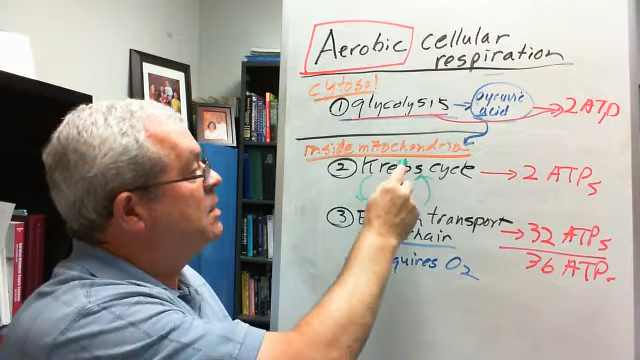 Aerobic cellular
respiration
cytosol
① glycolysis → pyruvic → 2 ATP
acid
inside mitochondria
② Krebs cycle → 2 ATPs
③ transport
chain → 32 ATPs
O2 36 ATP